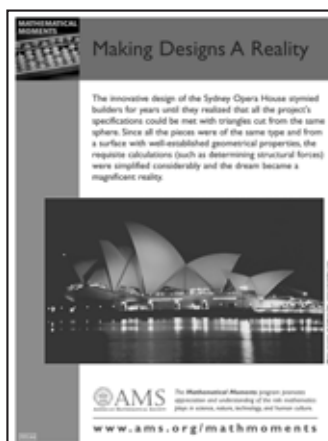 MATHEMATICAL
MOMENTS
Making Designs A Reality
The innovative design of the Sydney Opera House stymied
builders for years until they realized that all the project's
specifications could be met with triangles cut from the same
sphere. Since all the pieces were of the same type and from
a surface with well-established geometrical properties, the
requisite calculations (such as determining structural forces)
were simplified considerably and the dream became a
magnificent reality.
AMS
AMERICAN MATHEMATICAL SOCIETY
The Mathematical Moments program promotes
appreciation and understanding of the role mathematics
plays in science, nature, technology, and human culture.
www.ams.org/mathmoments